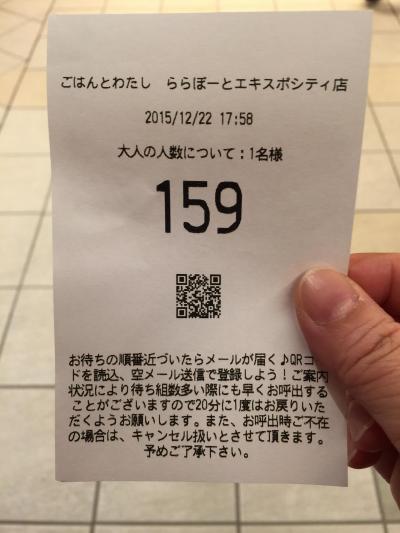 ごはんとわたし　ららぽーとエキスポシティ店
2015/12/22 17:58
大人の人数について：1名様
159
お待ちの順番近づいたらメールが届く♪QRコー
ドを読込、空メール送信で登録しよう！ご案内
状況により待ち組数多い際にも早くお呼出する
ことがございますので20分に1度はお戻りいた
だくようお願いします。また、お呼出時ご不在
の場合は、キャンセル扱いとさせて頂きます。
予めご了承下さい。